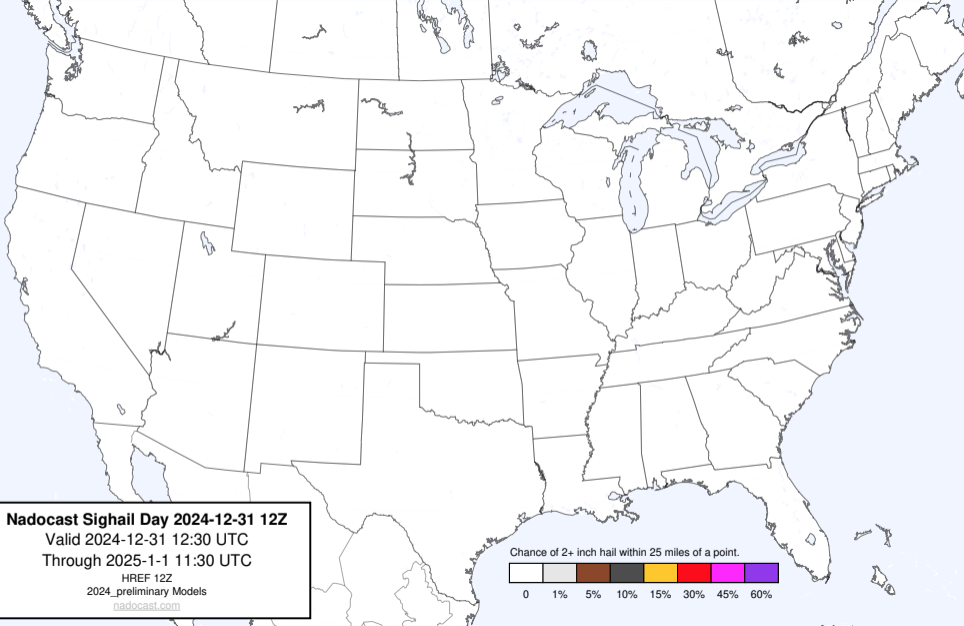 Nadocast Sighail Day 2024-12-31 12Z
Valid 2024-12-31 12:30 UTC
Through 2025-1-1 11:30 UTC
HREF 12Z
2024_preliminary Models
nadocast.com
Chance of 2+ inch hail within 25 miles of a point.
0 1% 5% 10% 15% 30% 45% 60%